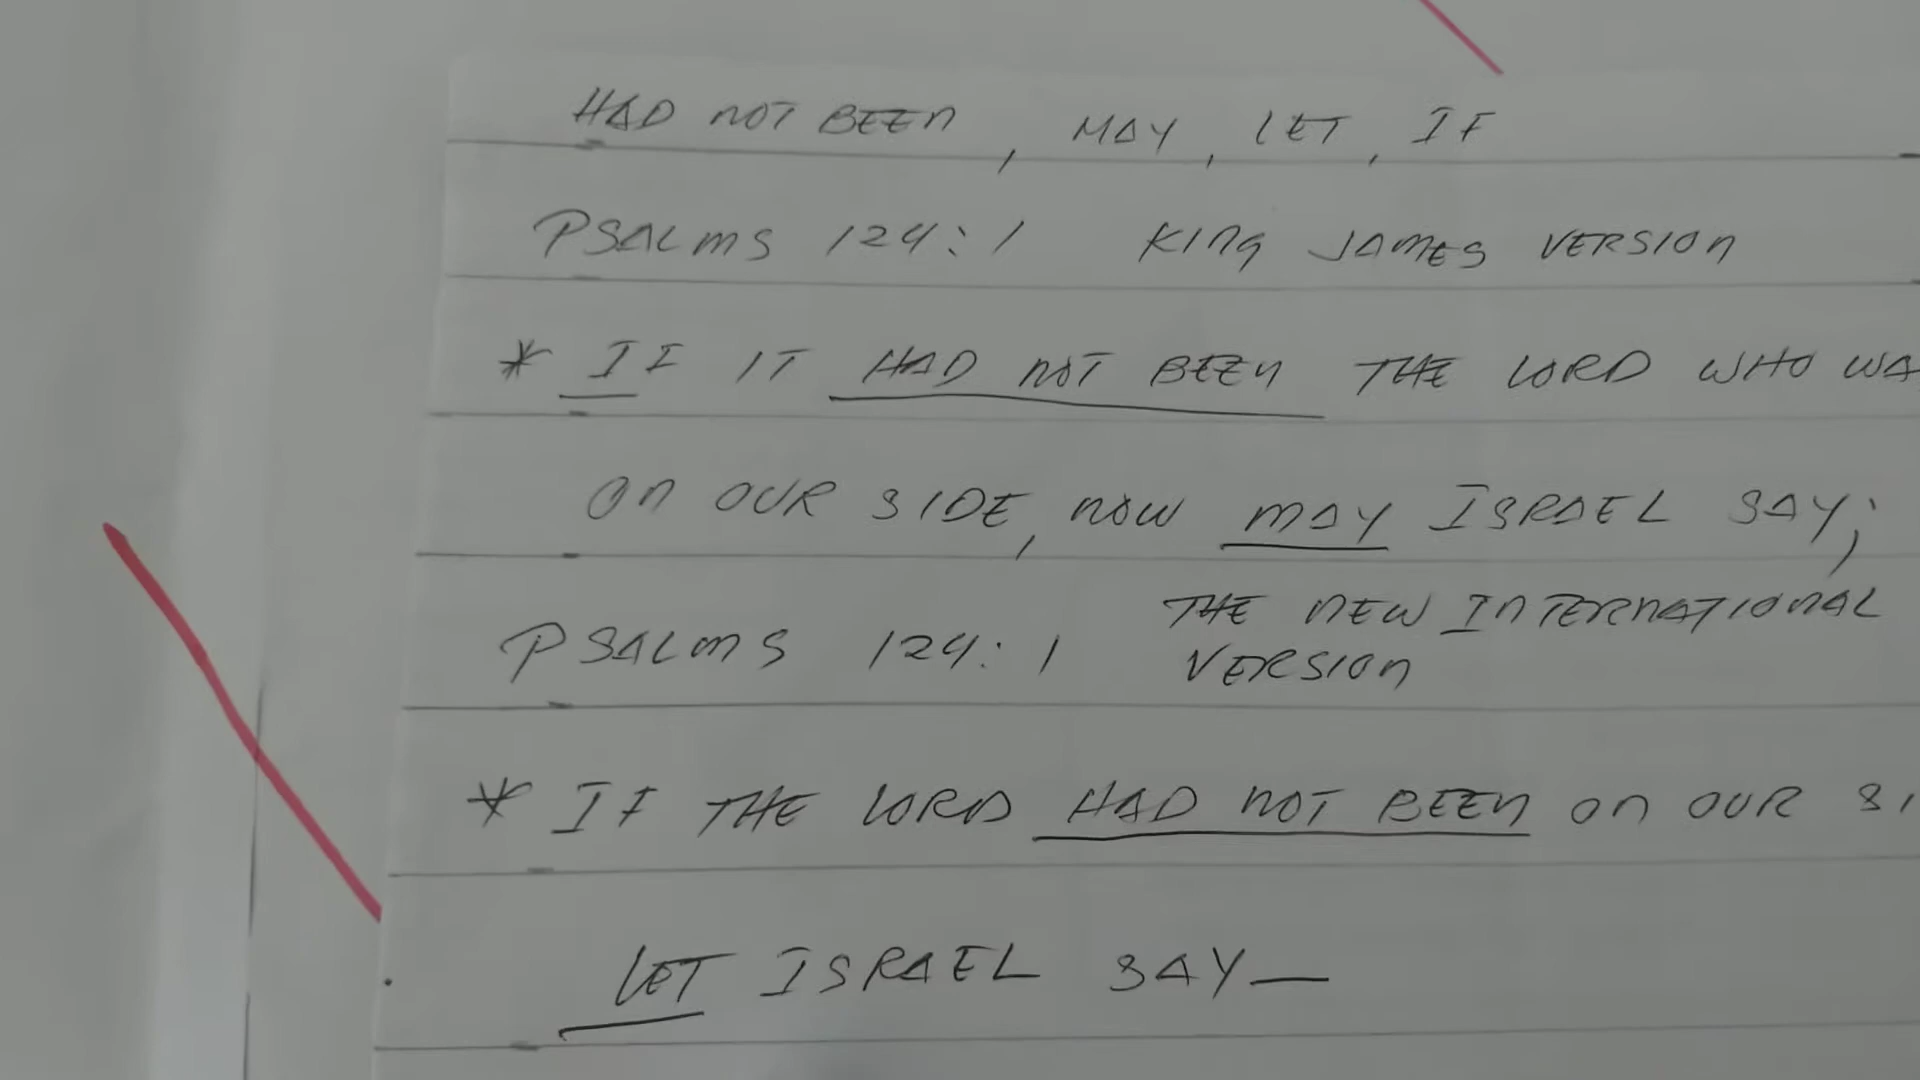 HAD NOT BEEN, MAY, LET, IF
PSALMS 124:1 KING JAMES VERSION
* IF IT HAD NOT BEEN THE LORD WHO WA
ON OUR SIDE, NOW MAY ISRAEL SAY;
PSALMS 124:1 THE NEW INTERNATIONAL
VERSION
* IF THE LORD HAD NOT BEEN ON OUR SI
LET ISRAEL SAY—